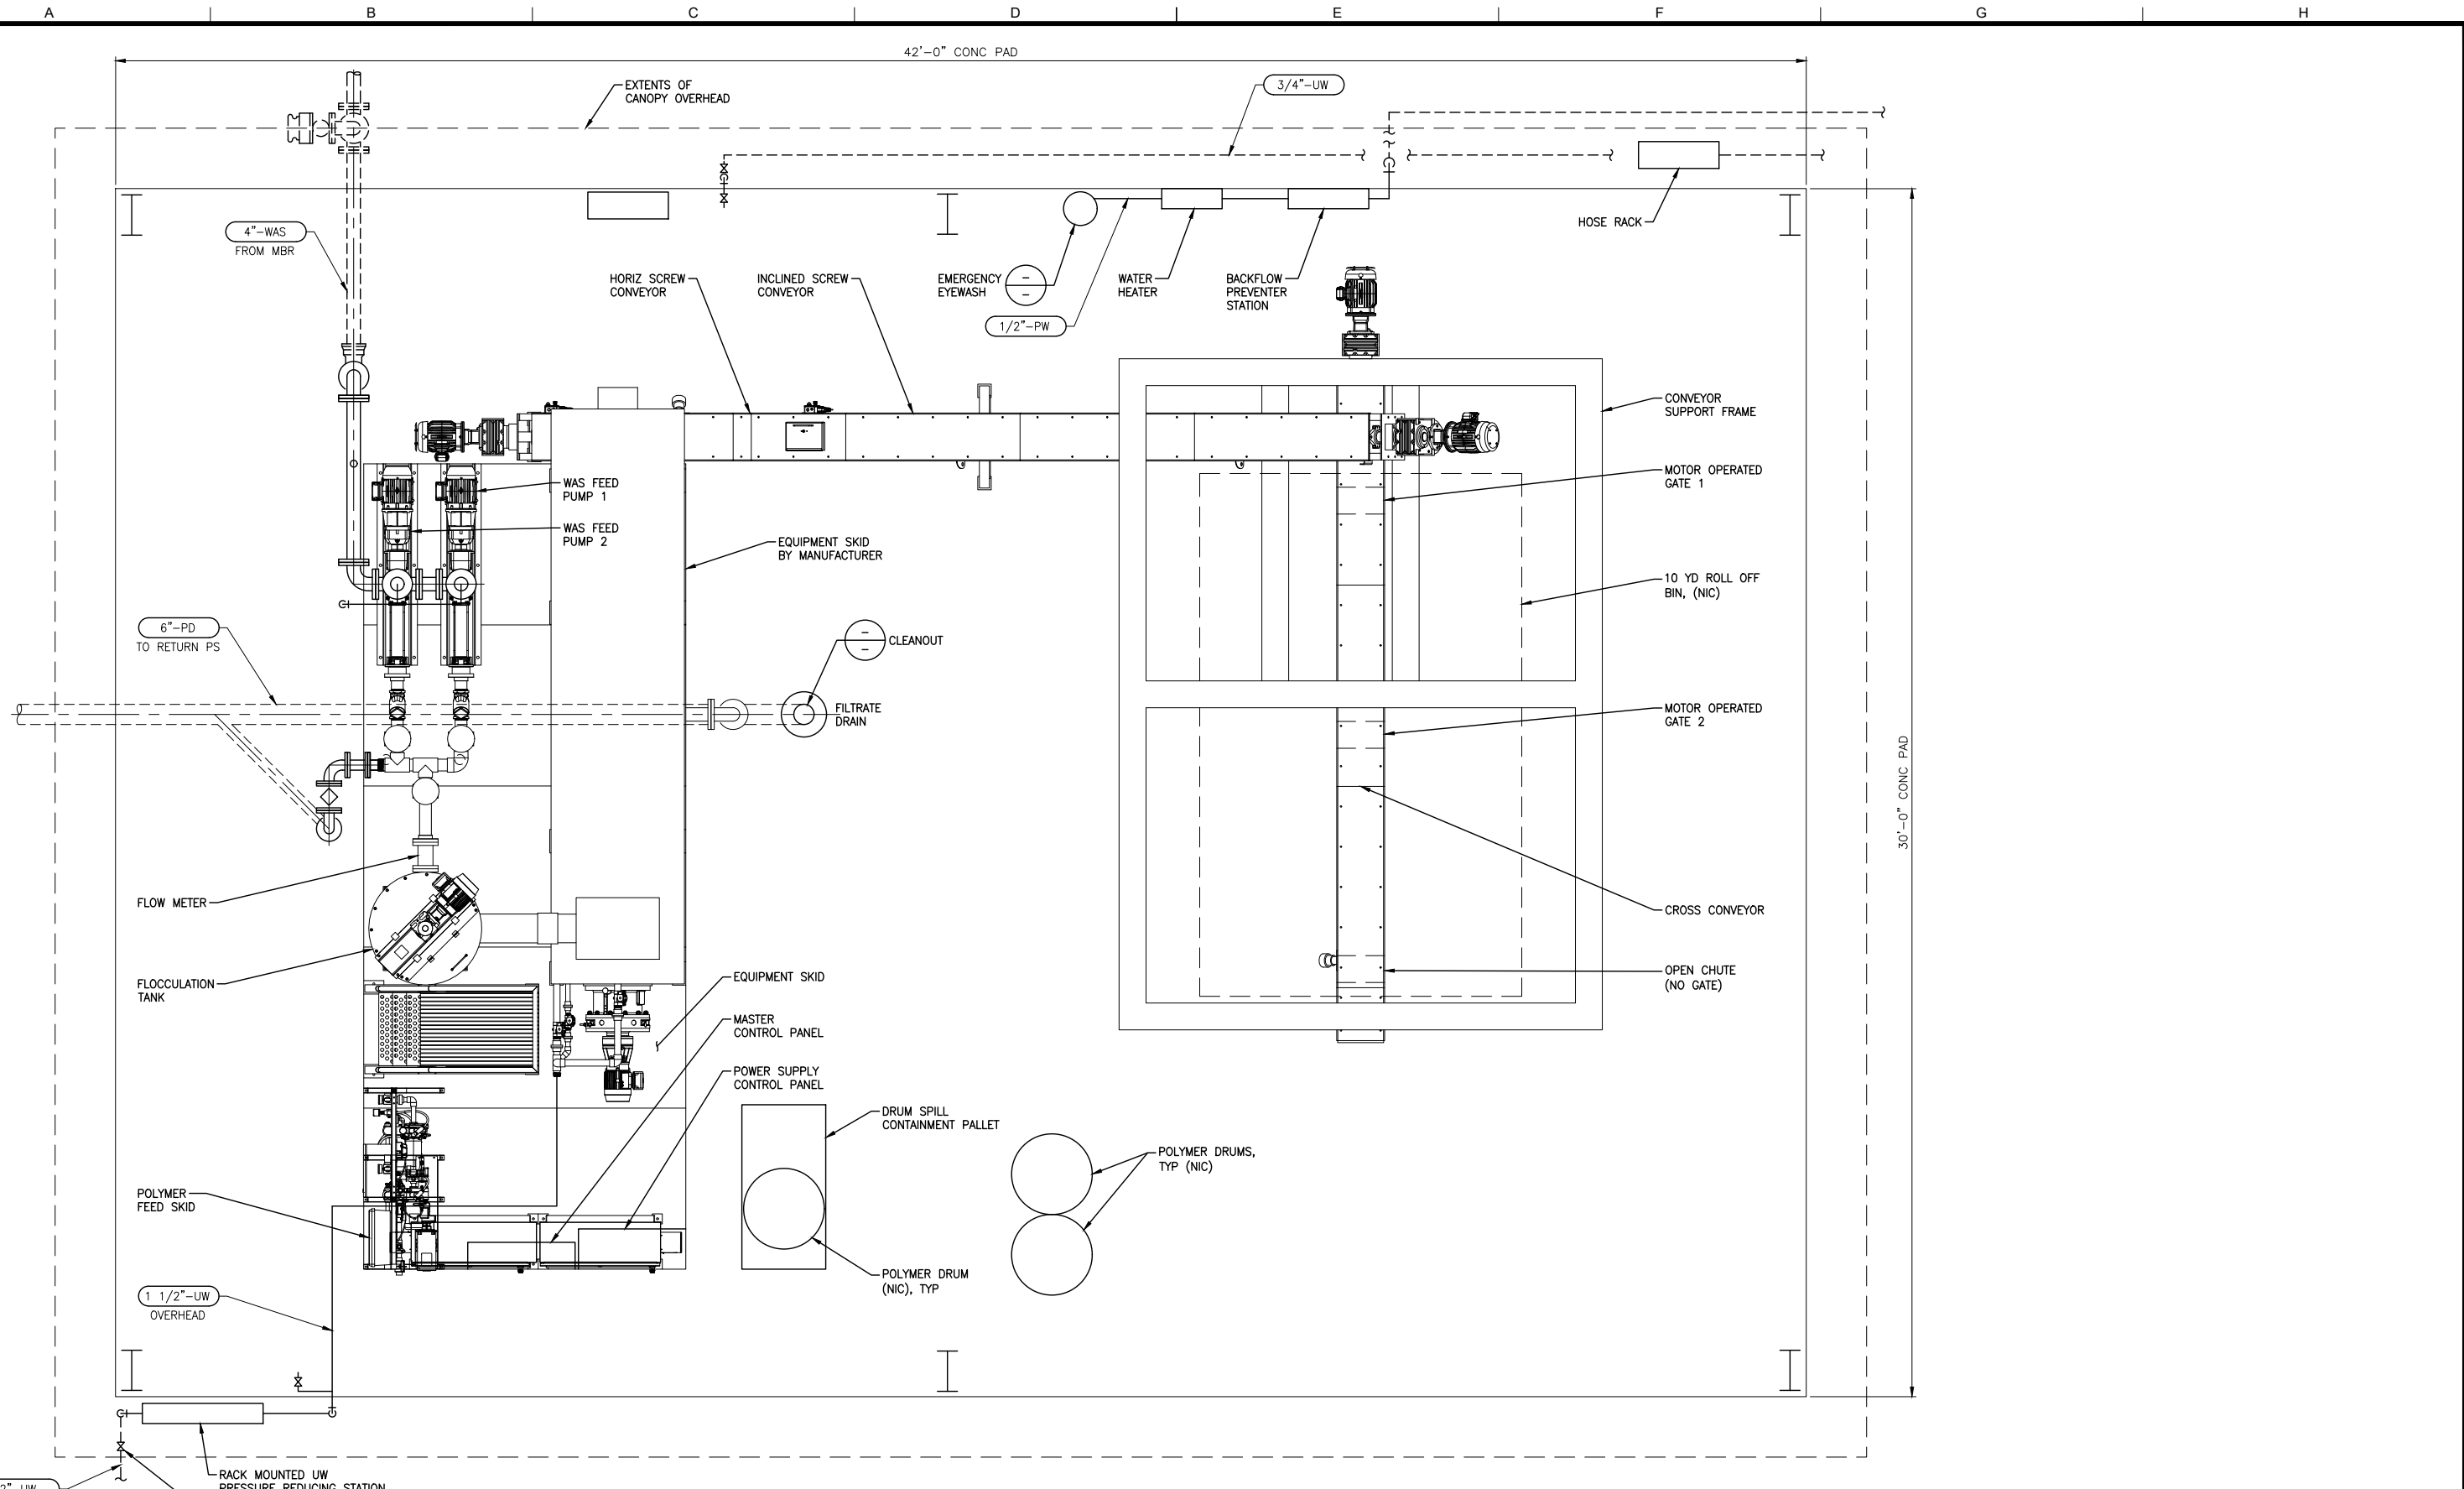 A B C D E F G H
42'-0" CONC PAD
EXTENTS OF
CANOPY OVERHEAD
3/4"-UW
4"-WAS
FROM MBR
HOSE RACK
HORIZ SCREW
CONVEYOR
INCLINED SCREW
CONVEYOR
EMERGENCY
EYEWASH
-
-
WATER
HEATER
BACKFLOW
PREVENTER
STATION
1/2"-PW
CONVEYOR
SUPPORT FRAME
WAS FEED
PUMP 1
MOTOR OPERATED
GATE 1
WAS FEED
PUMP 2
EQUIPMENT SKID
BY MANUFACTURER
10 YD ROLL OFF
BIN, (NIC)
6"-PD
TO RETURN PS
-
-
CLEANOUT
FILTRATE
DRAIN
MOTOR OPERATED
GATE 2
30'-0" CONC PAD
FLOW METER
CROSS CONVEYOR
FLOCCULATION
TANK
EQUIPMENT SKID
OPEN CHUTE
(NO GATE)
MASTER
CONTROL PANEL
POWER SUPPLY
CONTROL PANEL
DRUM SPILL
CONTAINMENT PALLET
POLYMER DRUMS,
TYP (NIC)
POLYMER
FEED SKID
POLYMER DRUM
(NIC), TYP
1 1/2"-UW
OVERHEAD
RACK MOUNTED UW
PRESSURE REDUCING STATION
2"-UW